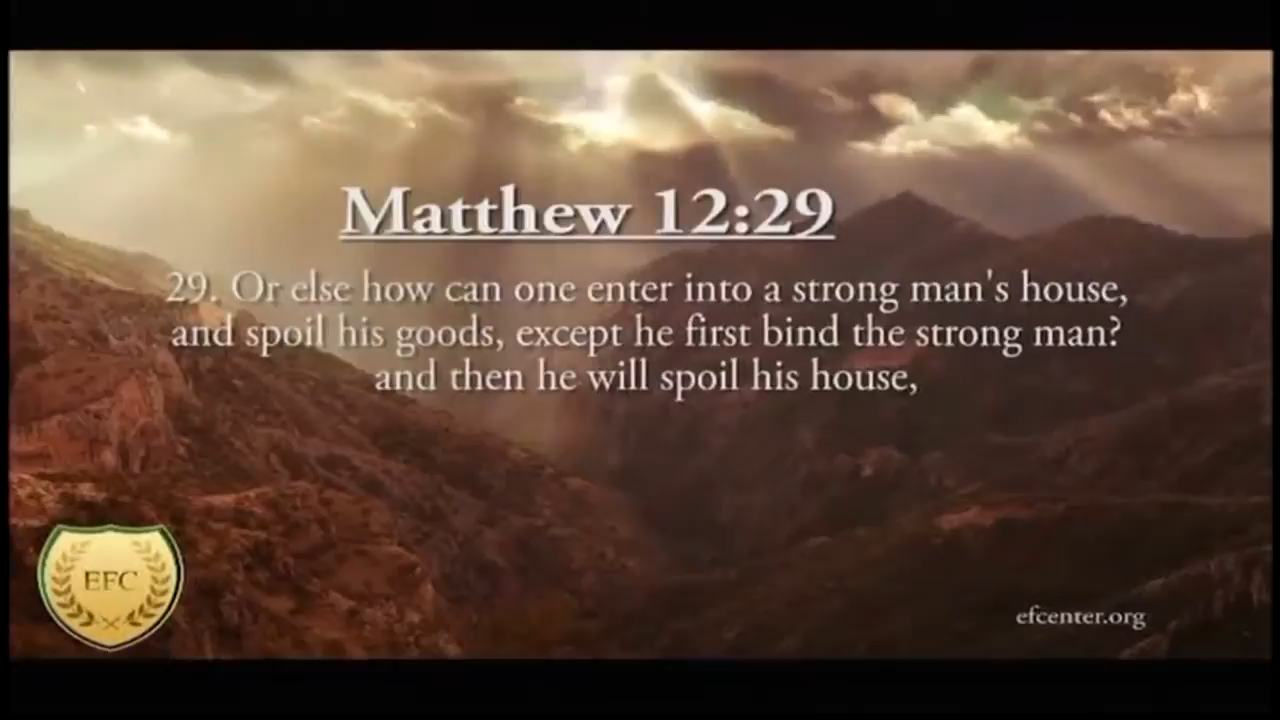 Matthew 12:29
29. Or else how can one enter into a strong man's house,
and spoil his goods, except he first bind the strong man?
and then he will spoil his house,
EFC
efcenter.org